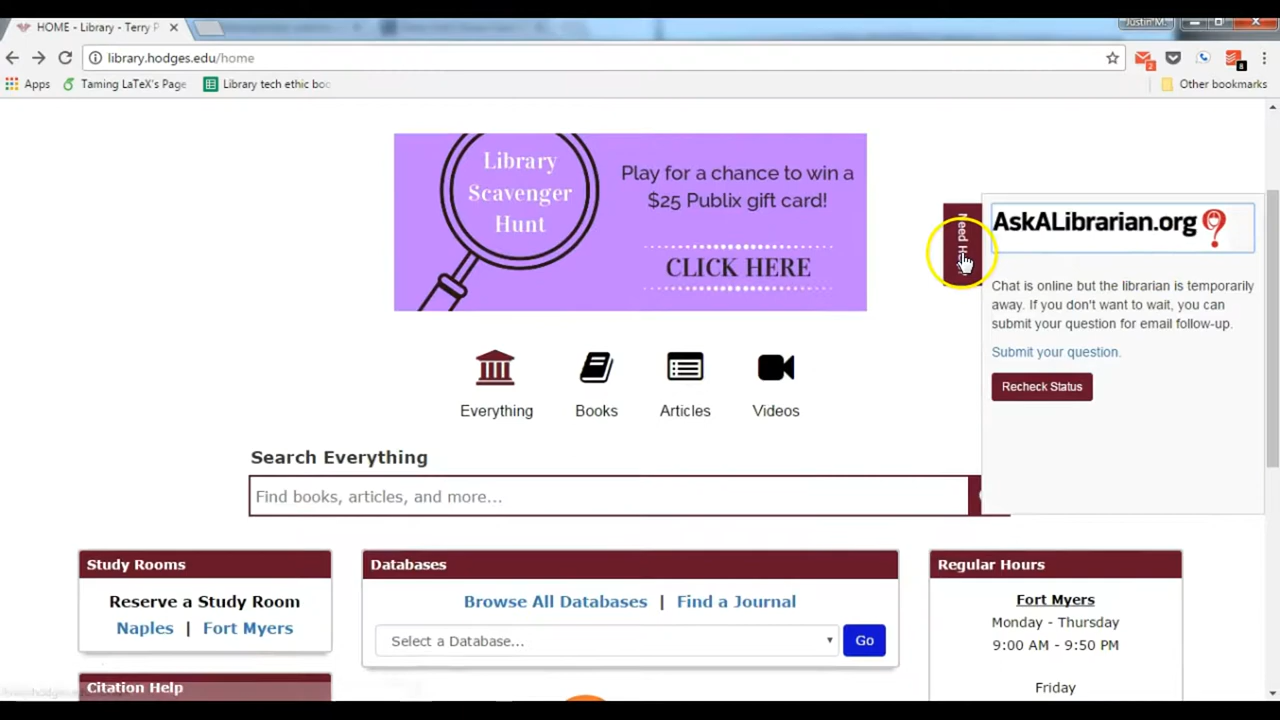 HOME - Library - Terry P
Justin M.
library.hodges.edu/home
2
8
Apps
Taming LaTeX's Page
Library tech ethic boo
Other bookmarks
Library
Scavenger
Hunt
Play for a chance to win a
$25 Publix gift card!
CLICK HERE
Need
AskALibrarian.org
Chat is online but the librarian is temporarily
away. If you don't want to wait, you can
submit your question for email follow-up.
Submit your question.
Recheck Status
Everything
Books
Articles
Videos
Search Everything
Find books, articles, and more...
Study Rooms
Reserve a Study Room
Naples | Fort Myers
Citation Help
Databases
Browse All Databases | Find a Journal
Select a Database...
Go
Regular Hours
Fort Myers
Monday - Thursday
9:00 AM - 9:50 PM
Friday